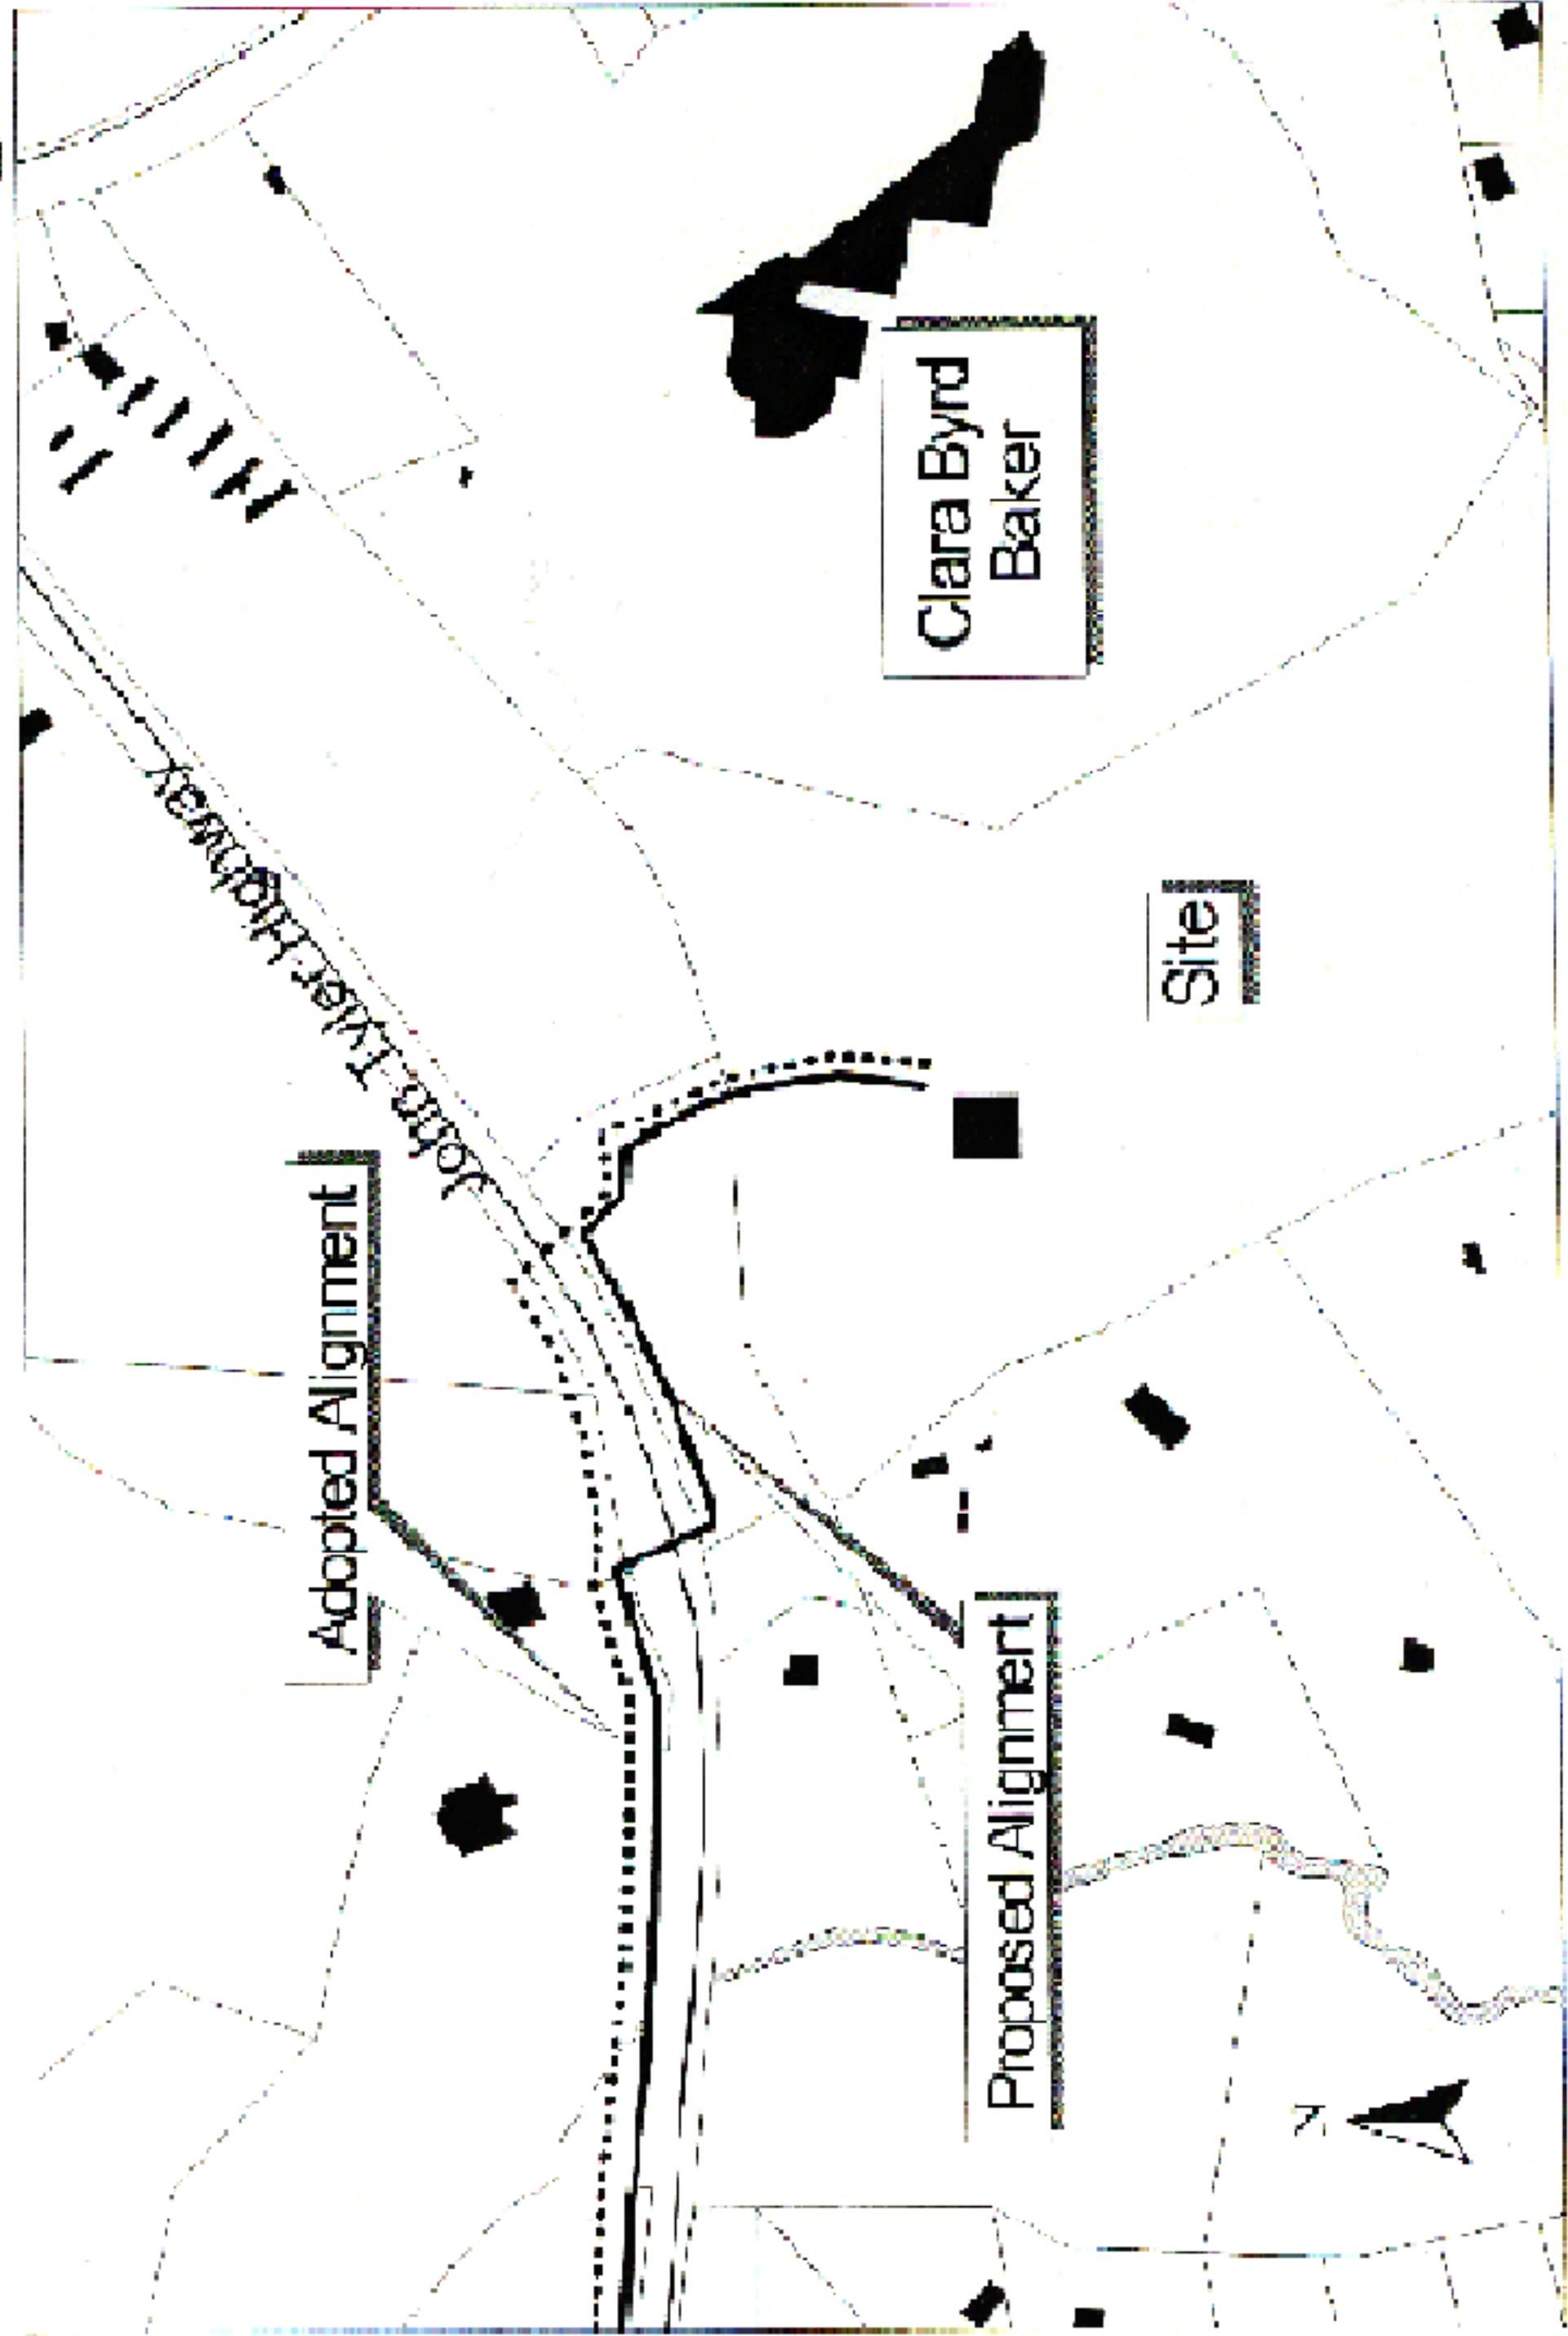 John Tyler Highway
Adopted Alignment
Clara Byrd
Baker
Site
Proposed Alignment
N